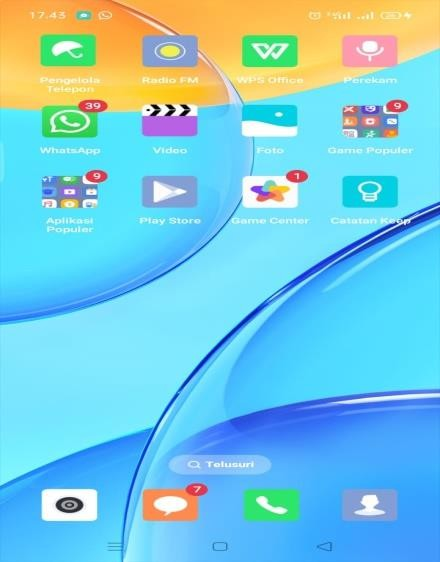 17.43
Pengelola Telepon
Radio FM
WPS Office
Perekam
39
9
WhatsApp
Video
Foto
Game Populer
9
1
Aplikasi Populer
Play Store
Game Center
Catatan Keep
Telusuri
7